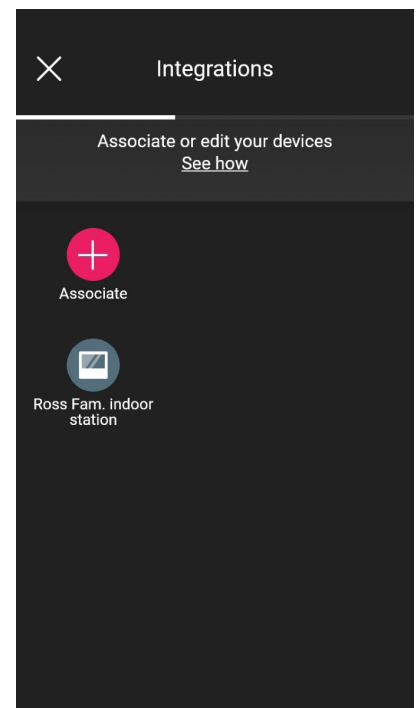 Integrations
Associate or edit your devices
See how
Associate
Ross Fam. indoor
station